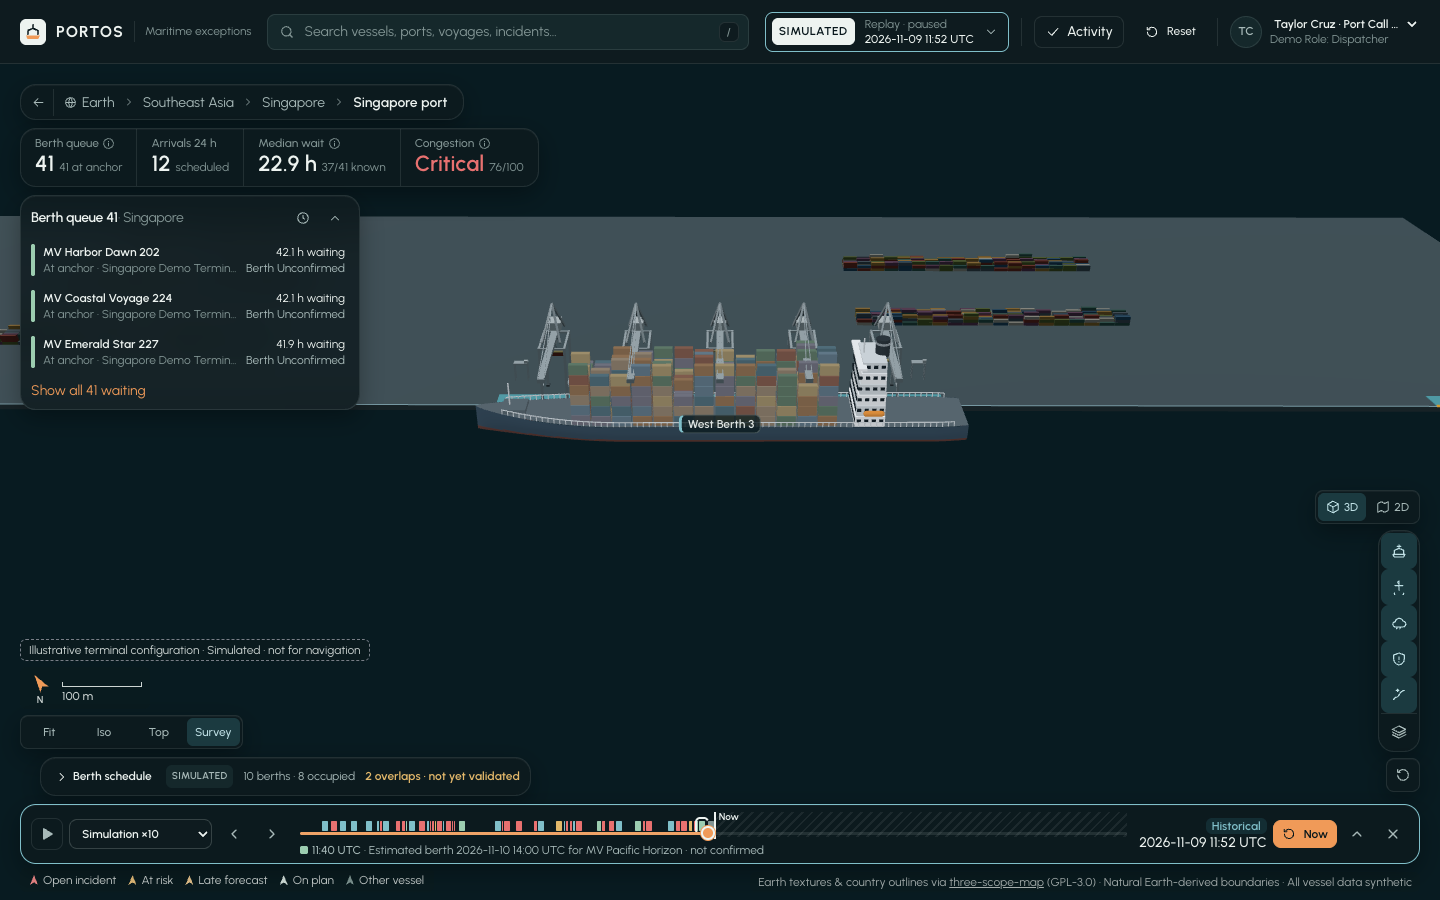 PORTOS
Maritime exceptions
Search vessels, ports, voyages, incidents...
/
SIMULATED
Replay · paused
2026-11-09 11:52 UTC
Activity
Reset
TC
Taylor Cruz · Port Call ...
Demo Role: Dispatcher
Earth
Southeast Asia
Singapore
Singapore port
Berth queue
41 41 at anchor
Arrivals 24 h
12 scheduled
Median wait
22.9 h 37/41 known
Congestion
Critical 76/100
Berth queue 41 Singapore
MV Harbor Dawn 202 42.1 h waiting
At anchor · Singapore Demo Termin... Berth Unconfirmed
MV Coastal Voyage 224 42.1 h waiting
At anchor · Singapore Demo Termin... Berth Unconfirmed
MV Emerald Star 227 41.9 h waiting
At anchor · Singapore Demo Termin... Berth Unconfirmed
Show all 41 waiting
West Berth 3
3D 2D
Illustrative terminal configuration · Simulated · not for navigation
N
100 m
Fit Iso Top Survey
Berth schedule SIMULATED 10 berths · 8 occupied 2 overlaps · not yet validated
Simulation ×10
Now
11:40 UTC · Estimated berth 2026-11-10 14:00 UTC for MV Pacific Horizon · not confirmed
Historical
2026-11-09 11:52 UTC
Now
Open incident At risk Late forecast On plan Other vessel
Earth textures & country outlines via three-scope-map (GPL-3.0) · Natural Earth-derived boundaries · All vessel data synthetic